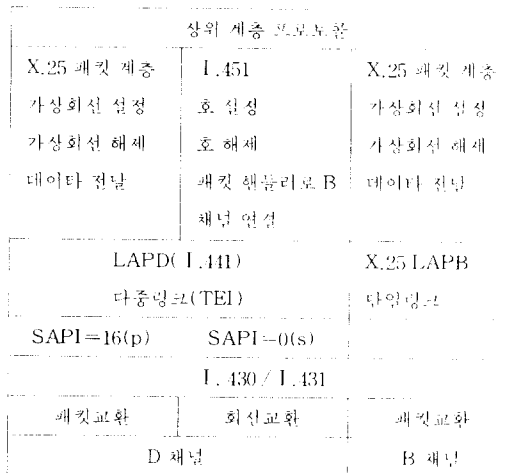 상위 계층 프로토콜
X.25 패킷 계층 I.451 X.25 패킷 계층
가상회선 설정 호 설정 가상회선 설정
가상회선 해제 호 해제 가상회선 해제
데이타 전달 패킷 핸들러로 B 데이타 전달
채널 연결
LAPD( I.441) X.25 LAPB
다중링크(TEI) 단일링크
SAPI=16(p) SAPI=0(s)
I.430 / I.431
패킷교환 회선교환 패킷교환
D 채널 B 채널